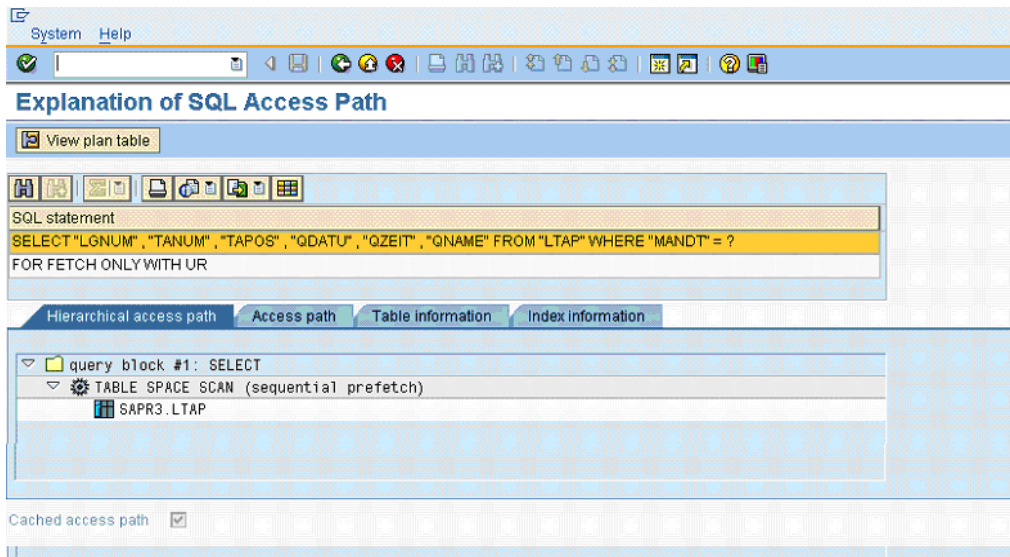 System Help
Explanation of SQL Access Path
View plan table
SQL statement
SELECT "LGNUM" , "TANUM" , "TAPOS" , "QDATU" , "QZEIT" , "QNAME" FROM "LTAP" WHERE "MANDT" = ?
FOR FETCH ONLY WITH UR
Hierarchical access path Access path Table information Index information
query block #1: SELECT
TABLE SPACE SCAN (sequential prefetch)
SAPR3.LTAP
Cached access path